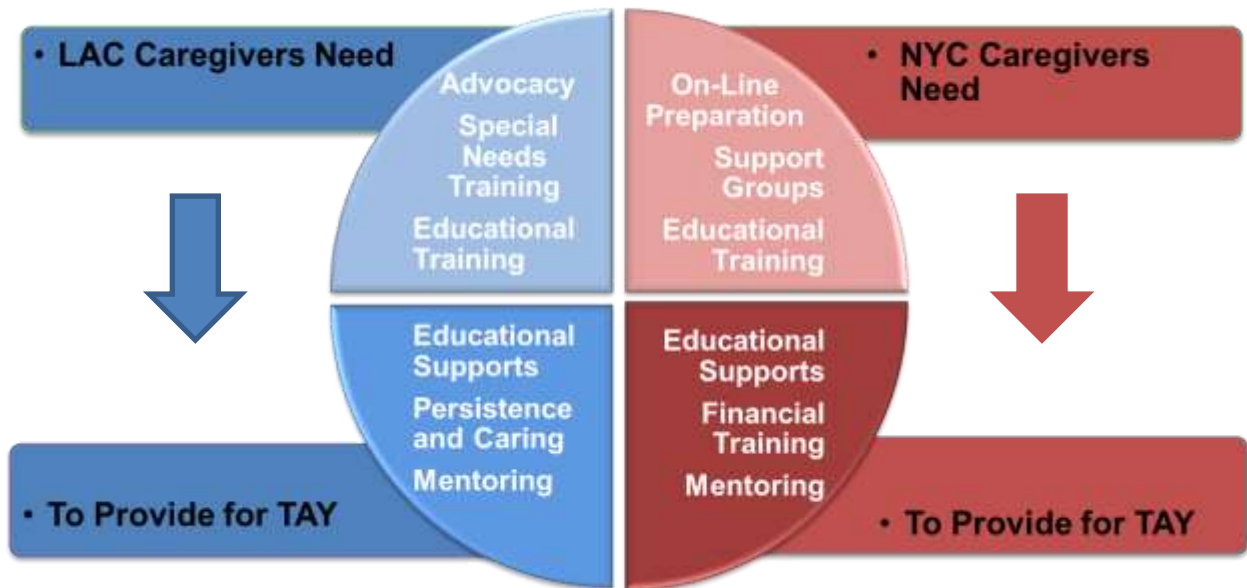 • LAC Caregivers Need
Advocacy
Special
Needs
Training
Educational
Training
On-Line
Preparation
Support
Groups
Educational
Training
• NYC Caregivers
Need
Educational
Supports
Persistence
and Caring
Mentoring
• To Provide for TAY
Educational
Supports
Financial
Training
Mentoring
• To Provide for TAY